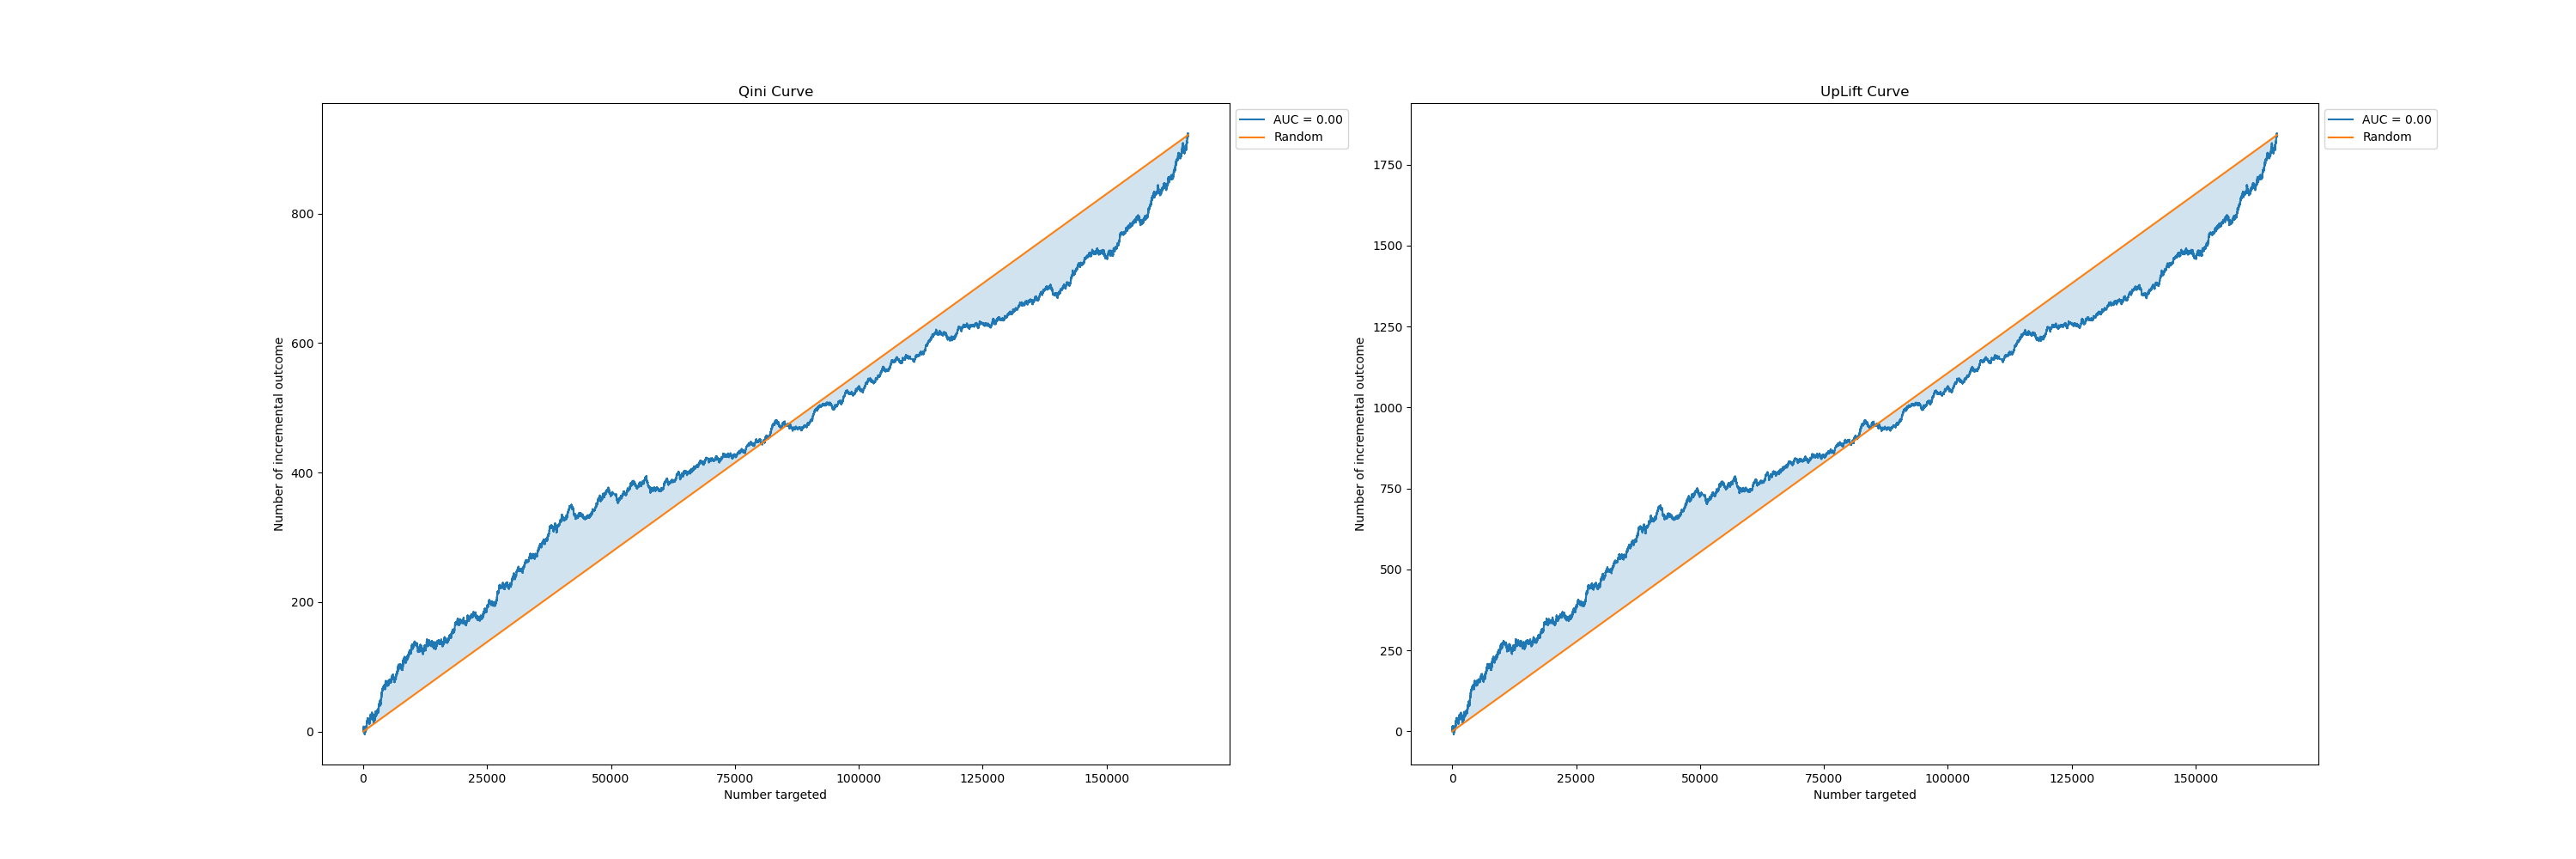 Qini Curve
AUC = 0.00
Random
800
600
400
200
0
Number of incremental outcome
0 25000 50000 75000 100000 125000 150000
Number targeted
UpLift Curve
AUC = 0.00
Random
1750
1500
1250
1000
750
500
250
0
Number of incremental outcome
0 25000 50000 75000 100000 125000 150000
Number targeted